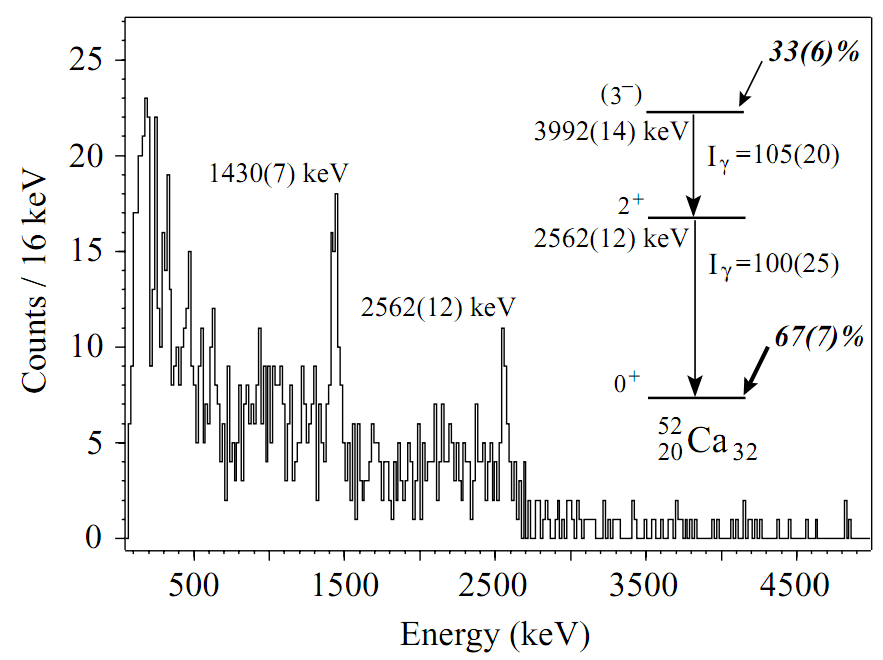 Counts / 16 keV
25
20
15
10
5
0
500
1500
2500
3500
4500
Energy (keV)
1430(7) keV
2562(12) keV
33(6)%
(3⁻)
3992(14) keV
Iγ=105(20)
2⁺
2562(12) keV
Iγ=100(25)
67(7)%
0⁺
⁵²₂₀Ca₃₂